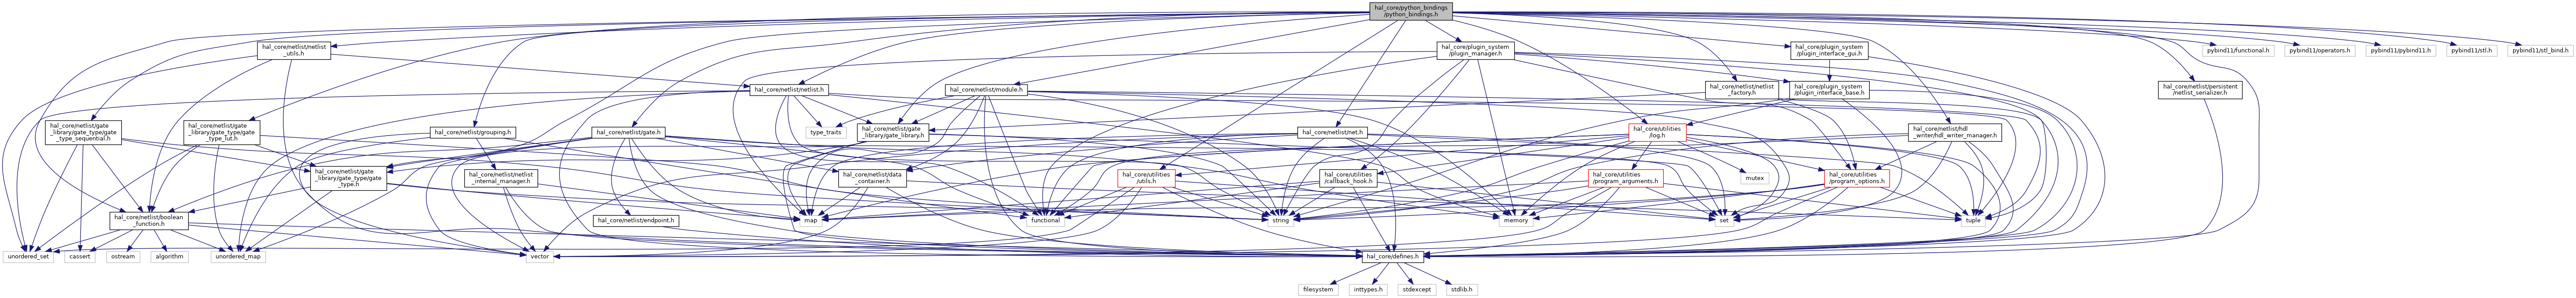 hal_core/python_bindings
/python_bindings.h
hal_core/netlist/netlist
_utils.h
hal_core/plugin_system
/plugin_manager.h
hal_core/plugin_system
/plugin_interface_gui.h
pybind11/functional.h
pybind11/operators.h
pybind11/pybind11.h
pybind11/stl.h
pybind11/stl_bind.h
hal_core/netlist/netlist.h
hal_core/netlist/module.h
hal_core/netlist/netlist
_factory.h
hal_core/plugin_system
/plugin_interface_base.h
hal_core/netlist/persistent
/netlist_serializer.h
hal_core/netlist/gate
_library/gate_type/gate
_type_sequential.h
hal_core/netlist/gate
_library/gate_type/gate
_type_lut.h
hal_core/netlist/grouping.h
hal_core/netlist/gate.h
type_traits
hal_core/netlist/gate
_library/gate_library.h
hal_core/netlist/net.h
hal_core/utilities
/log.h
hal_core/netlist/hdl
_writer/hdl_writer_manager.h
hal_core/netlist/gate
_library/gate_type/gate
_type.h
hal_core/netlist/netlist
_internal_manager.h
hal_core/netlist/data
_container.h
hal_core/utilities
/utils.h
hal_core/utilities
/callback_hook.h
hal_core/utilities
/program_arguments.h
mutex
hal_core/utilities
/program_options.h
hal_core/netlist/boolean
_function.h
hal_core/netlist/endpoint.h
map
functional
string
memory
set
tuple
unordered_set
cassert
ostream
algorithm
unordered_map
vector
hal_core/defines.h
filesystem
inttypes.h
stdexcept
stdlib.h